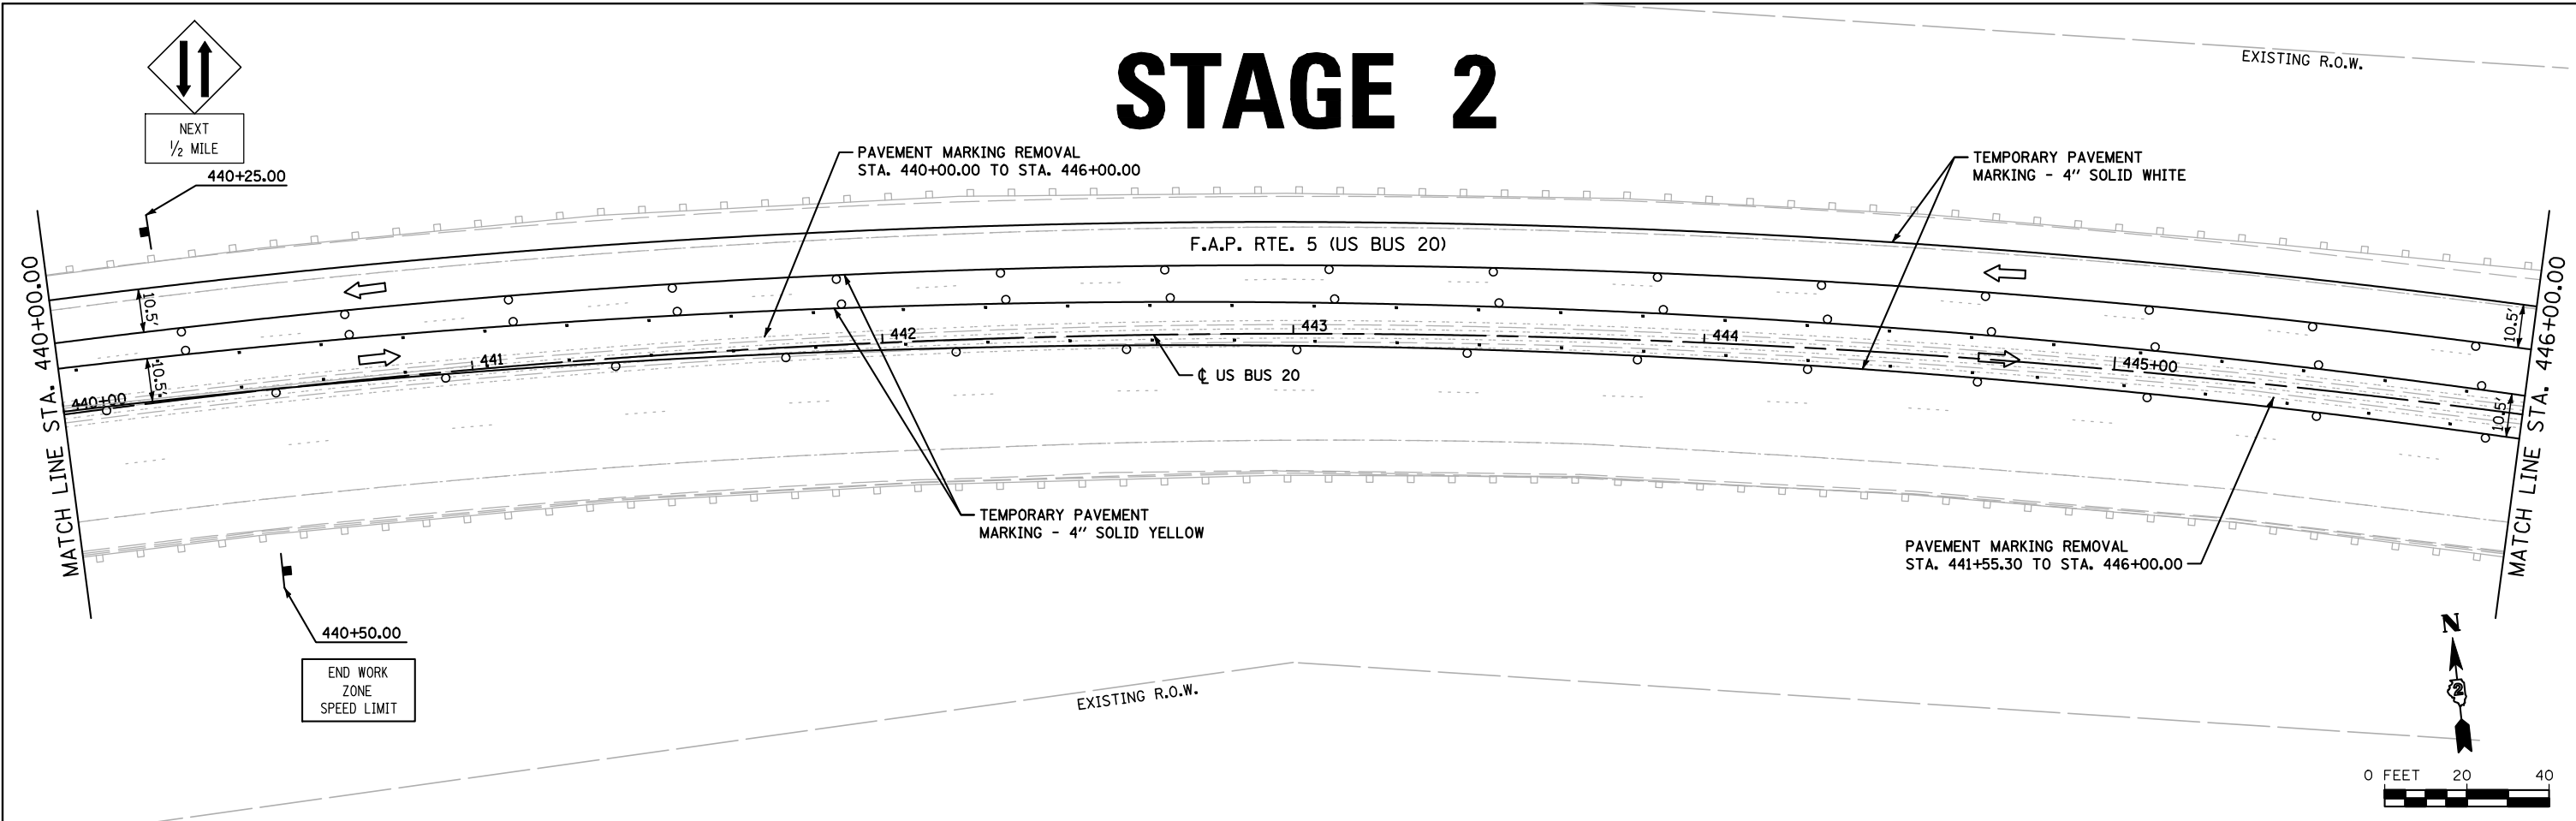 STAGE 2
EXISTING R.O.W.
NEXT
1/2 MILE
440+25.00
PAVEMENT MARKING REMOVAL
STA. 440+00.00 TO STA. 446+00.00
TEMPORARY PAVEMENT
MARKING - 4" SOLID WHITE
F.A.P. RTE. 5 (US BUS 20)
MATCH LINE STA. 440+00.00
10.5'
10.5'
440+00
441
442
443
444
445+00
10.5'
10.5'
MATCH LINE STA. 446+00.00
℄ US BUS 20
TEMPORARY PAVEMENT
MARKING - 4" SOLID YELLOW
PAVEMENT MARKING REMOVAL
STA. 441+55.30 TO STA. 446+00.00
440+50.00
END WORK
ZONE
SPEED LIMIT
EXISTING R.O.W.
N
2
0 FEET 20 40